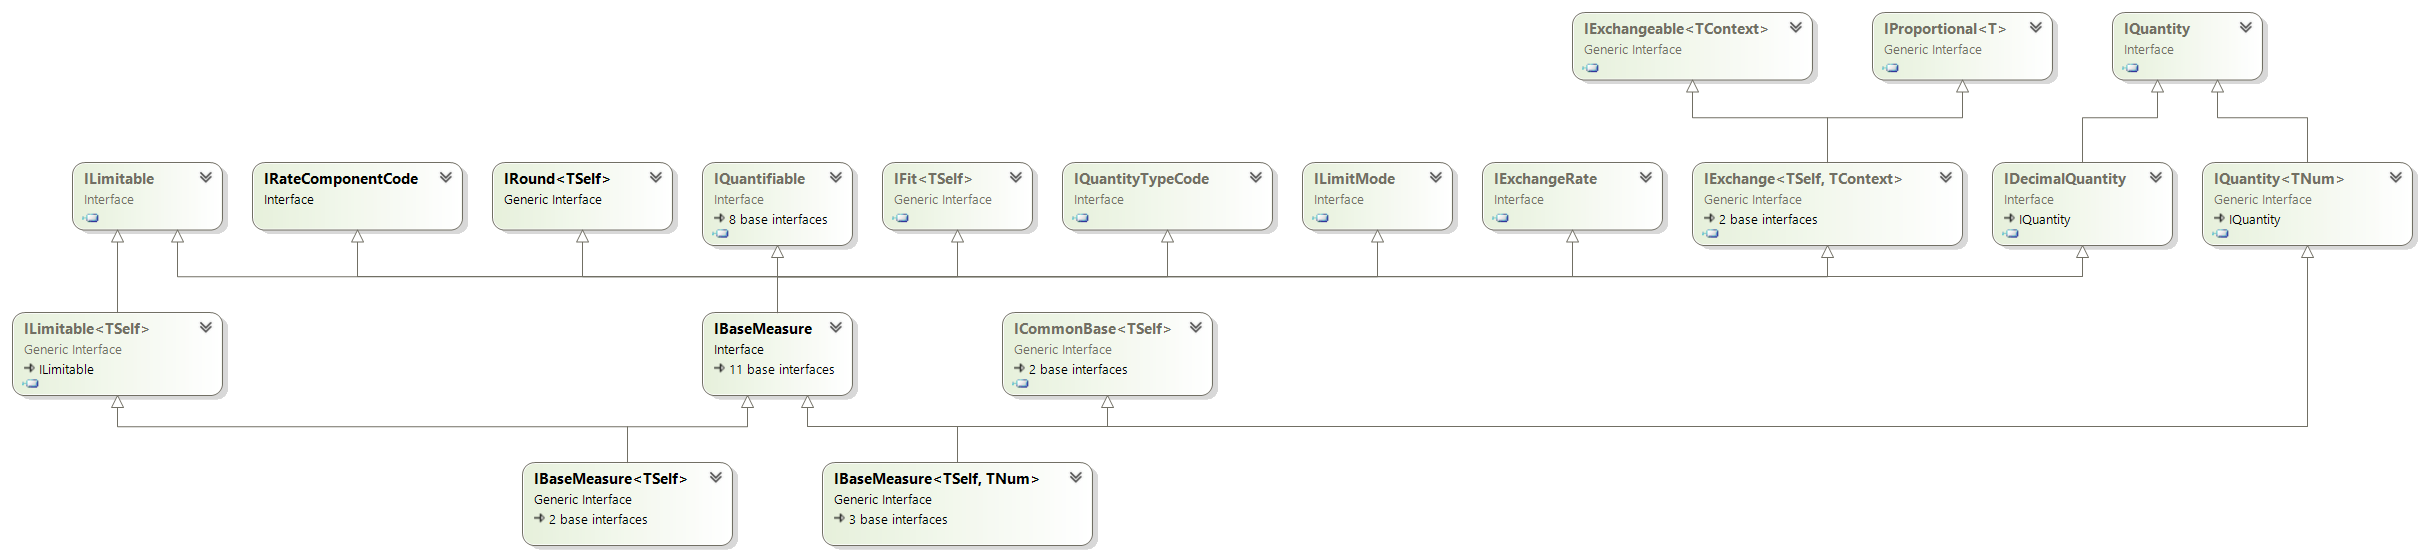 IExchangeable<TContext>
Generic Interface
IProportional<T>
Generic Interface
IQuantity
Interface
ILimitable
Interface
IRateComponentCode
Interface
IRound<TSelf>
Generic Interface
IQuantifiable
Interface
8 base interfaces
IFit<TSelf>
Generic Interface
IQuantityTypeCode
Interface
ILimitMode
Interface
IExchangeRate
Interface
IExchange<TSelf, TContext>
Generic Interface
2 base interfaces
IDecimalQuantity
Interface
IQuantity
IQuantity<TNum>
Generic Interface
IQuantity
ILimitable<TSelf>
Generic Interface
ILimitable
IBaseMeasure
Interface
11 base interfaces
ICommonBase<TSelf>
Generic Interface
2 base interfaces
IBaseMeasure<TSelf>
Generic Interface
2 base interfaces
IBaseMeasure<TSelf, TNum>
Generic Interface
3 base interfaces